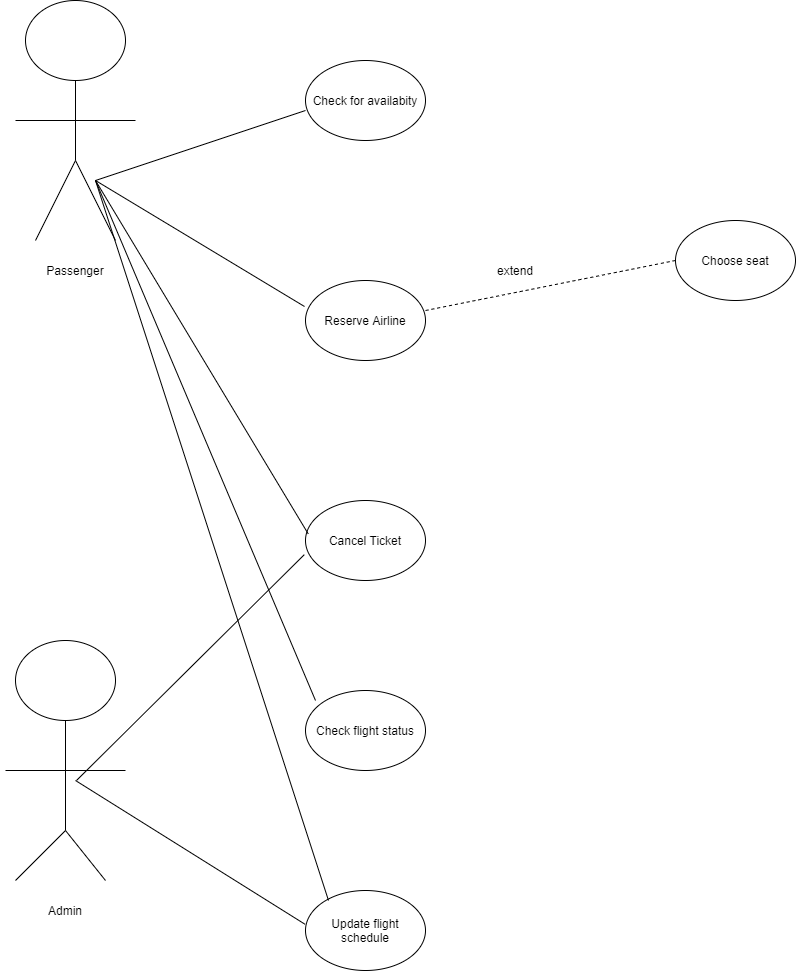 Check for availabity
Passenger
extend
Choose seat
Reserve Airline
Cancel Ticket
Check flight status
Admin
Update flight
schedule